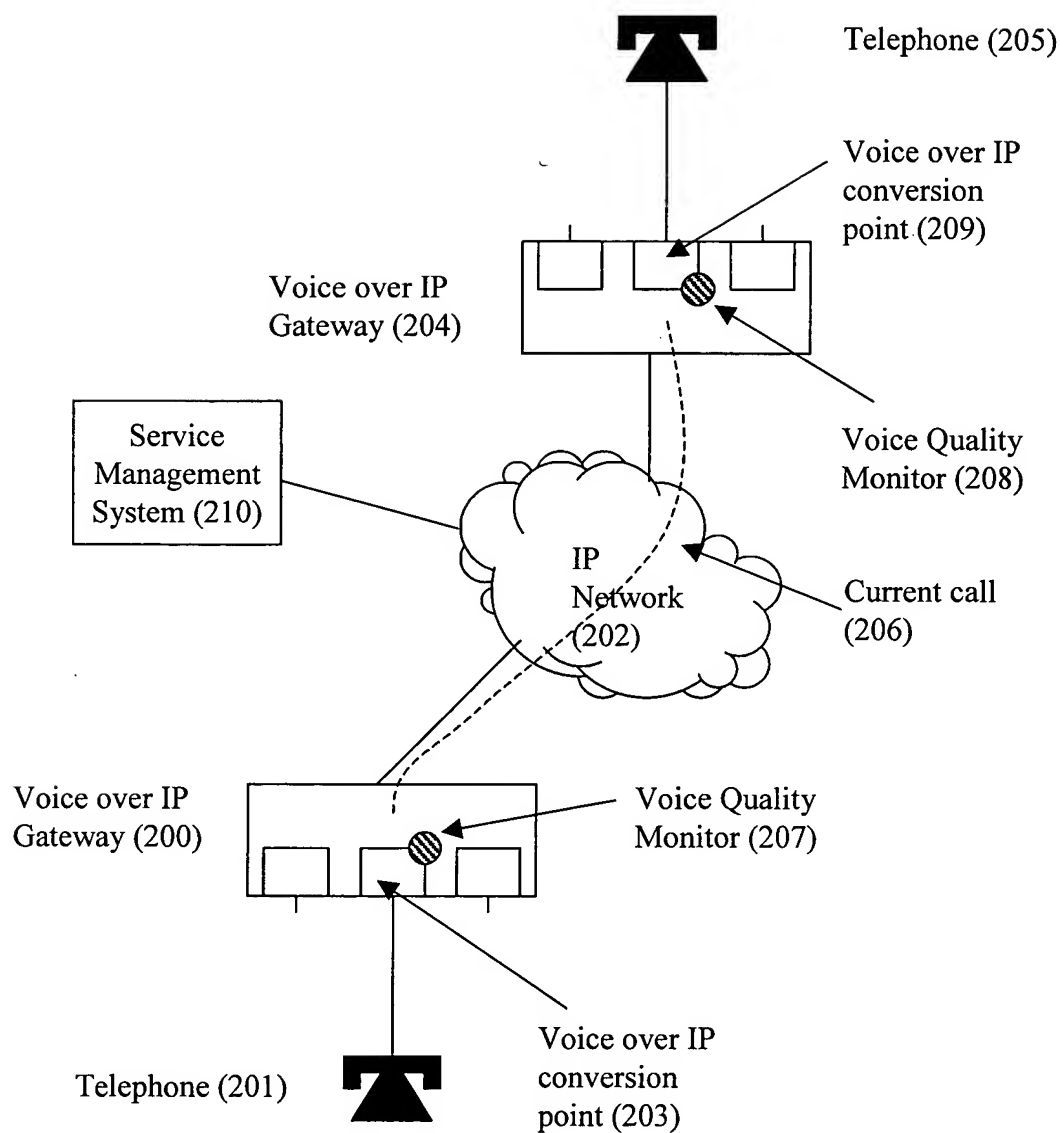 Telephone (205)
Voice over IP
conversion
point (209)
Voice over IP
Gateway (204)
Service
Management
System (210)
Voice Quality
Monitor (208)
IP
Network
(202)
Current call
(206)
Voice over IP
Gateway (200)
Voice Quality
Monitor (207)
Voice over IP
conversion
point (203)
Telephone (201)